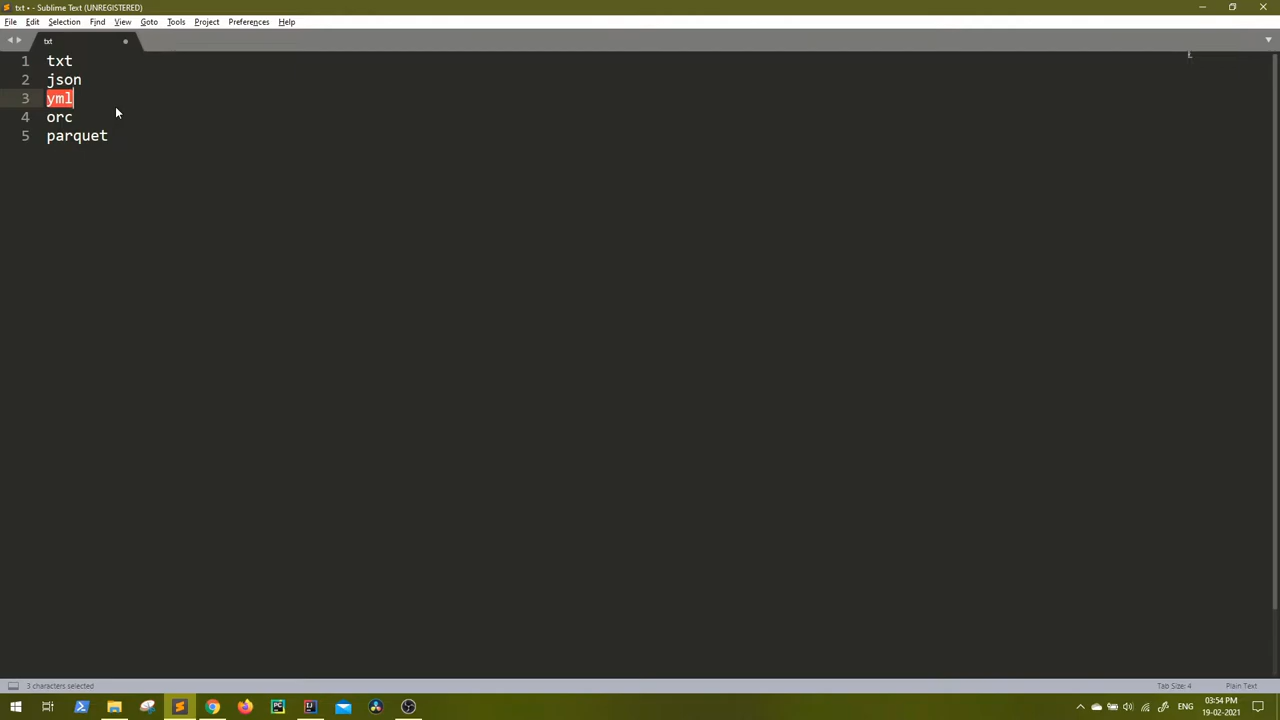 txt • - Sublime Text (UNREGISTERED)
File Edit Selection Find View Goto Tools Project Preferences Help
txt
1 txt
2 json
3 yml
4 orc
5 parquet
3 characters selected
Tab Size: 4
Plain Text
PC
IJ
ENG
03:54 PM
19-02-2021